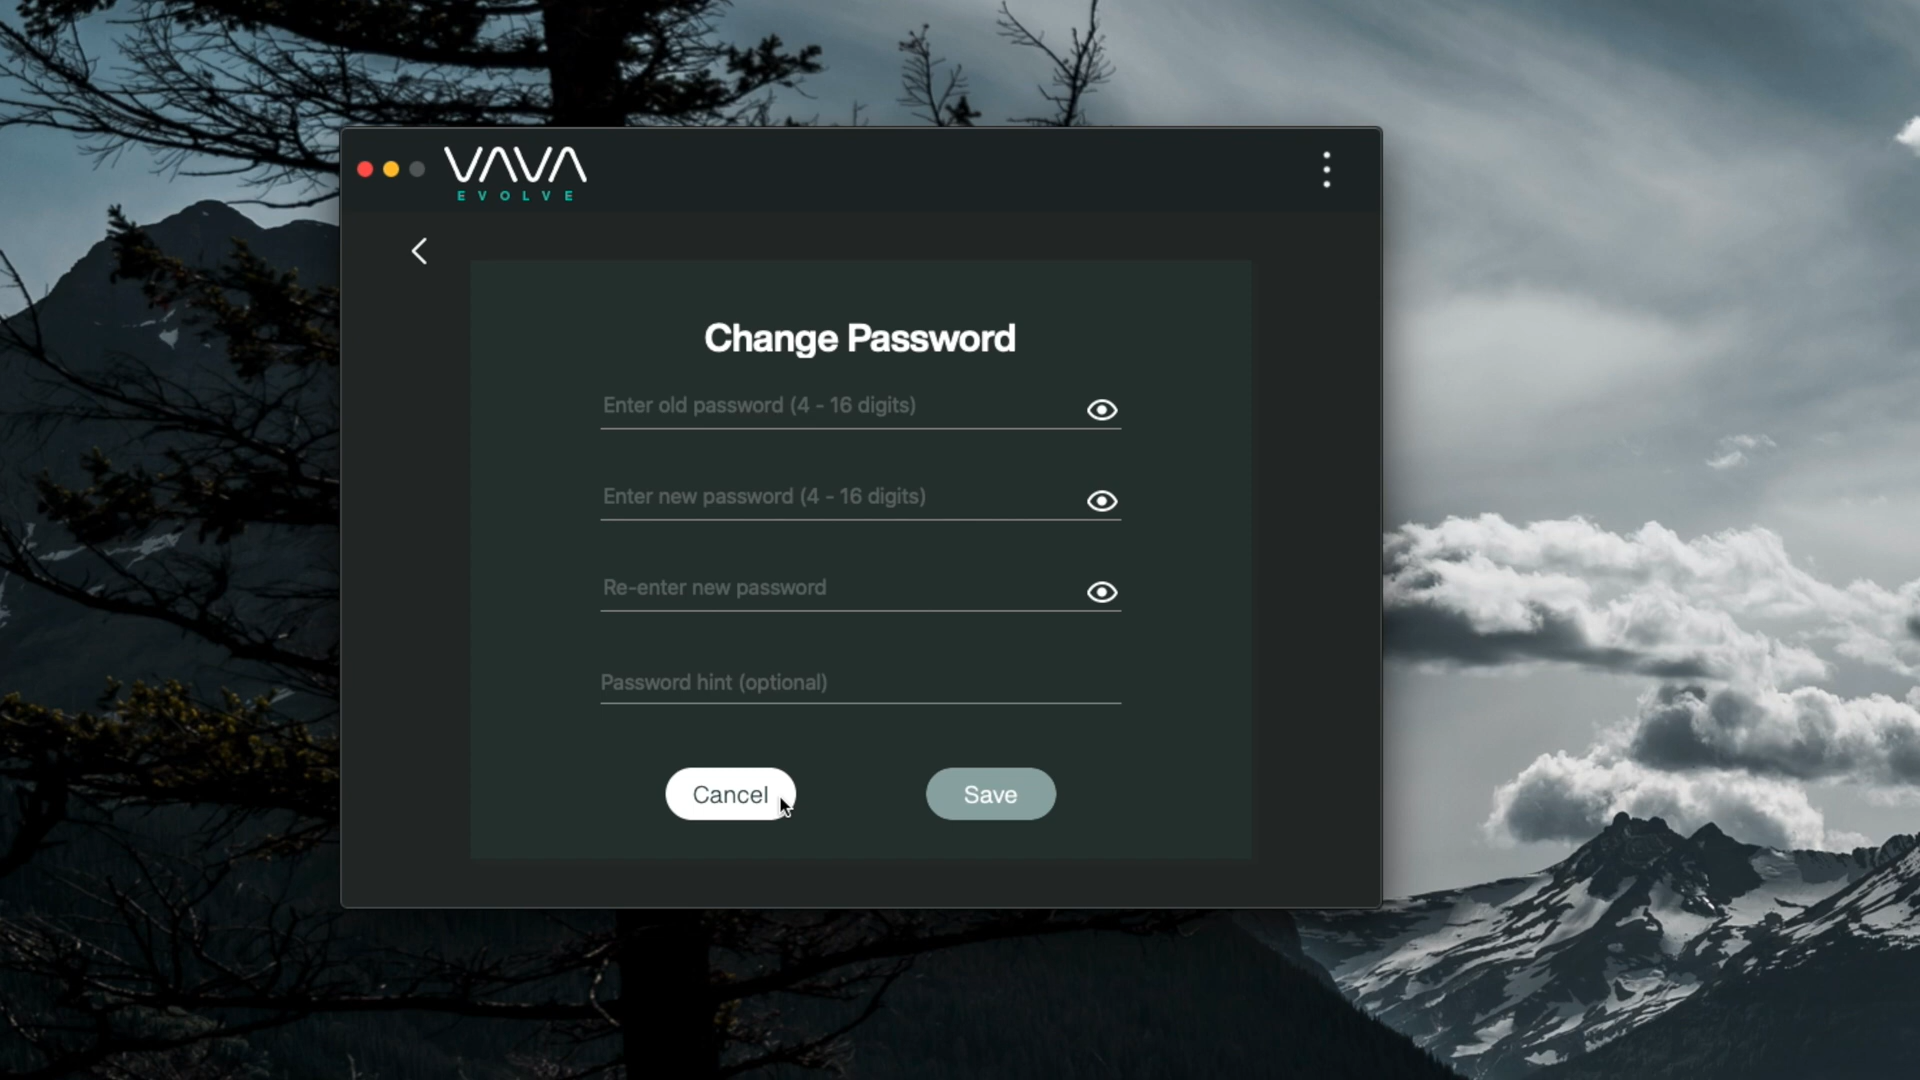 VAVA
EVOLVE
Change Password
Enter old password (4 - 16 digits)
Enter new password (4 - 16 digits)
Re-enter new password
Password hint (optional)
Cancel
Save